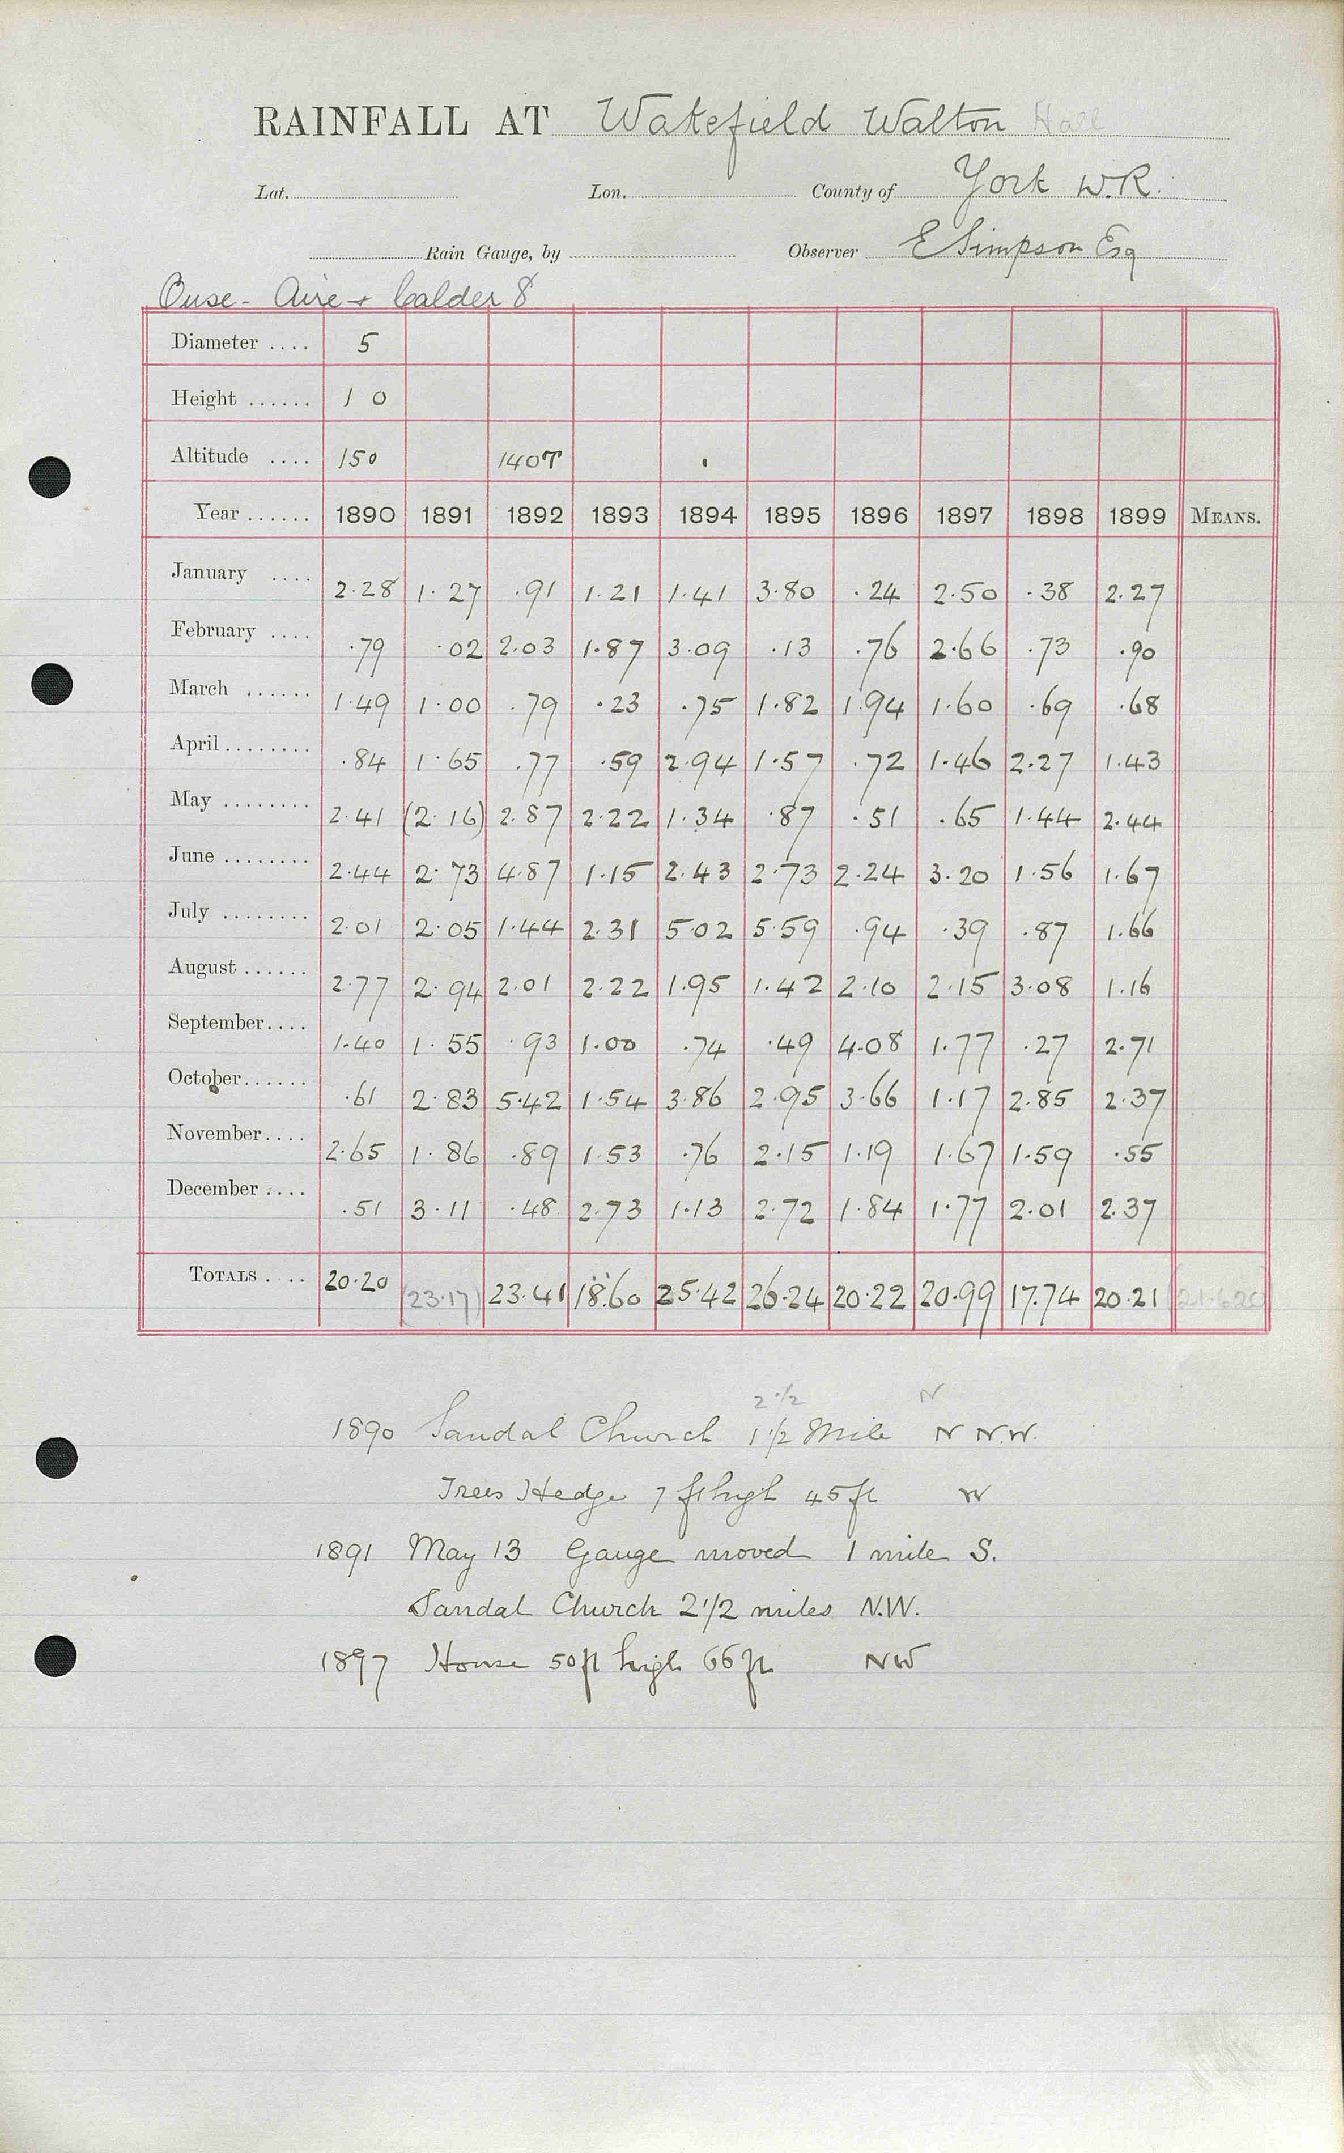 RAINFALL AT Wakefield Walton Hall
Lat. Lon. County of York W.R.
Rain Gauge, by Observer E Simpson Esq
Ouse - Aire + Calder 8
Diameter .... 5
Height ...... 1 0
Altitude .... 150 140T
Year ...... 1890 1891 1892 1893 1894 1895 1896 1897 1898 1899 MEANS.
January .... 2.28 1.27 .91 1.21 1.41 3.80 .24 2.50 .38 2.27
February .... .79 .02 2.03 1.87 3.09 .13 .76 2.66 .73 .90
March ...... 1.49 1.00 .79 .23 .75 1.82 1.94 1.60 .69 .68
April ........ .84 1.65 .77 .59 2.94 1.57 .72 1.46 2.27 1.43
May ........ 2.41 (2.16) 2.87 2.22 1.34 .87 .51 .65 1.44 2.44
June ........ 2.44 2.73 4.87 1.15 2.43 2.73 2.24 3.20 1.56 1.67
July ........ 2.01 2.05 1.44 2.31 5.02 5.59 .94 .39 .87 1.66
August ...... 2.77 2.94 2.01 2.22 1.95 1.42 2.10 2.15 3.08 1.16
September.... 1.40 1.55 .93 1.00 .74 .49 4.08 1.77 .27 2.71
October...... .61 2.83 5.42 1.54 3.86 2.95 3.66 1.17 2.85 2.37
November.... 2.65 1.86 .89 1.53 .76 2.15 1.19 1.67 1.59 .55
December .... .51 3.11 .48 2.73 1.13 2.72 1.84 1.77 2.01 2.37
TOTALS .... 20.20 (23.17) 23.41 18.60 25.42 26.24 20.22 20.99 17.74 20.21 (21.620)
2 1/2 N
1890 Sandal Church 1 1/2 Mile N N.W.
Trees Hedge 7 ft high 45 ft W
1891 May 13 Gauge moved 1 mile S.
Sandal Church 2 1/2 miles N.W.
1897 House 50 ft high 66 ft NW